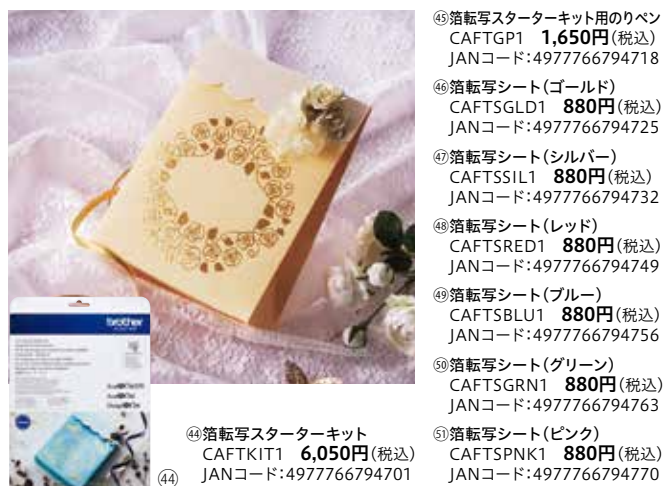 ㊺箔転写スターターキット用のりペン
CAFTGP1 1,650円(税込)
JANコード:4977766794718
㊻箔転写シート(ゴールド)
CAFTSGLD1 880円(税込)
JANコード:4977766794725
㊼箔転写シート(シルバー)
CAFTSSIL1 880円(税込)
JANコード:4977766794732
㊽箔転写シート(レッド)
CAFTSRED1 880円(税込)
JANコード:4977766794749
㊾箔転写シート(ブルー)
CAFTSBLU1 880円(税込)
JANコード:4977766794756
㊿箔転写シート(グリーン)
CAFTSGRN1 880円(税込)
JANコード:4977766794763
51箔転写シート(ピンク)
CAFTSPNK1 880円(税込)
JANコード:4977766794770
brother
㊹
㊹箔転写スターターキット
CAFTKIT1 6,050円(税込)
JANコード:4977766794701